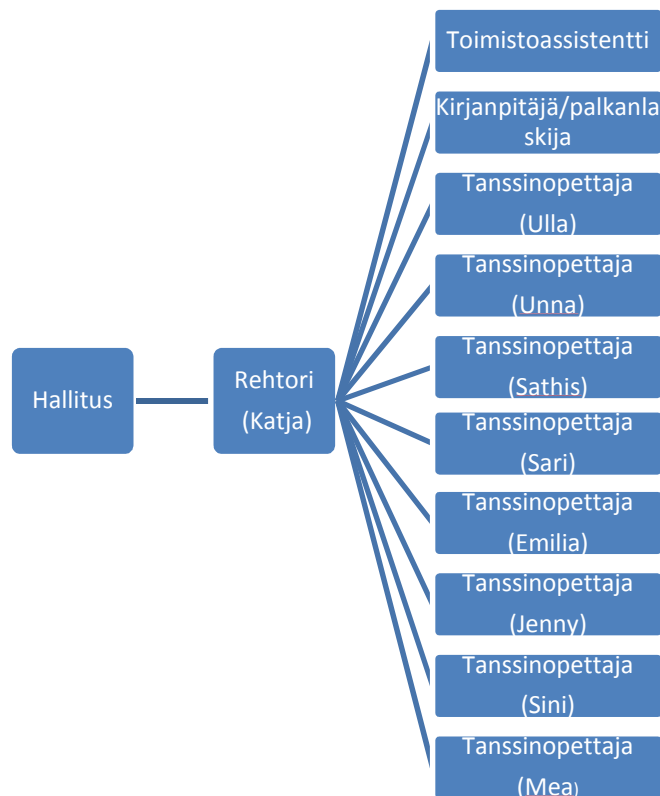 Hallitus
Rehtori
(Katja)
Toimistoassistentti
Kirjanpitäjä/palkanla
skija
Tanssinopettaja
(Ulla)
Tanssinopettaja
(Unna)
Tanssinopettaja
(Sathis)
Tanssinopettaja
(Sari)
Tanssinopettaja
(Emilia)
Tanssinopettaja
(Jenny)
Tanssinopettaja
(Sini)
Tanssinopettaja
(Mea)